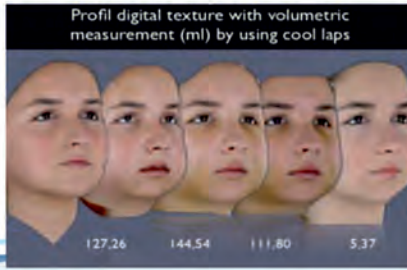 Profil digital texture with volumetric
measurement (ml) by using cool laps
127,26 144,54 111,80 5,37